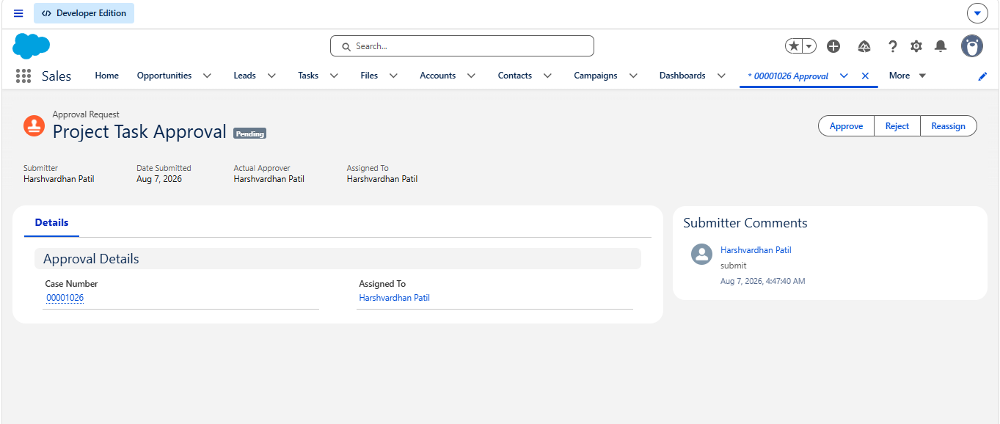 Developer Edition
Search...
Sales Home Opportunities Leads Tasks Files Accounts Contacts Campaigns Dashboards * 00001026 Approval More
Approval Request
Project Task Approval Pending
Approve Reject Reassign
Submitter Date Submitted Actual Approver Assigned To
Harshvardhan Patil Aug 7, 2026 Harshvardhan Patil Harshvardhan Patil
Details
Approval Details
Case Number Assigned To
00001026 Harshvardhan Patil
Submitter Comments
Harshvardhan Patil
submit
Aug 7, 2026, 4:47:40 AM